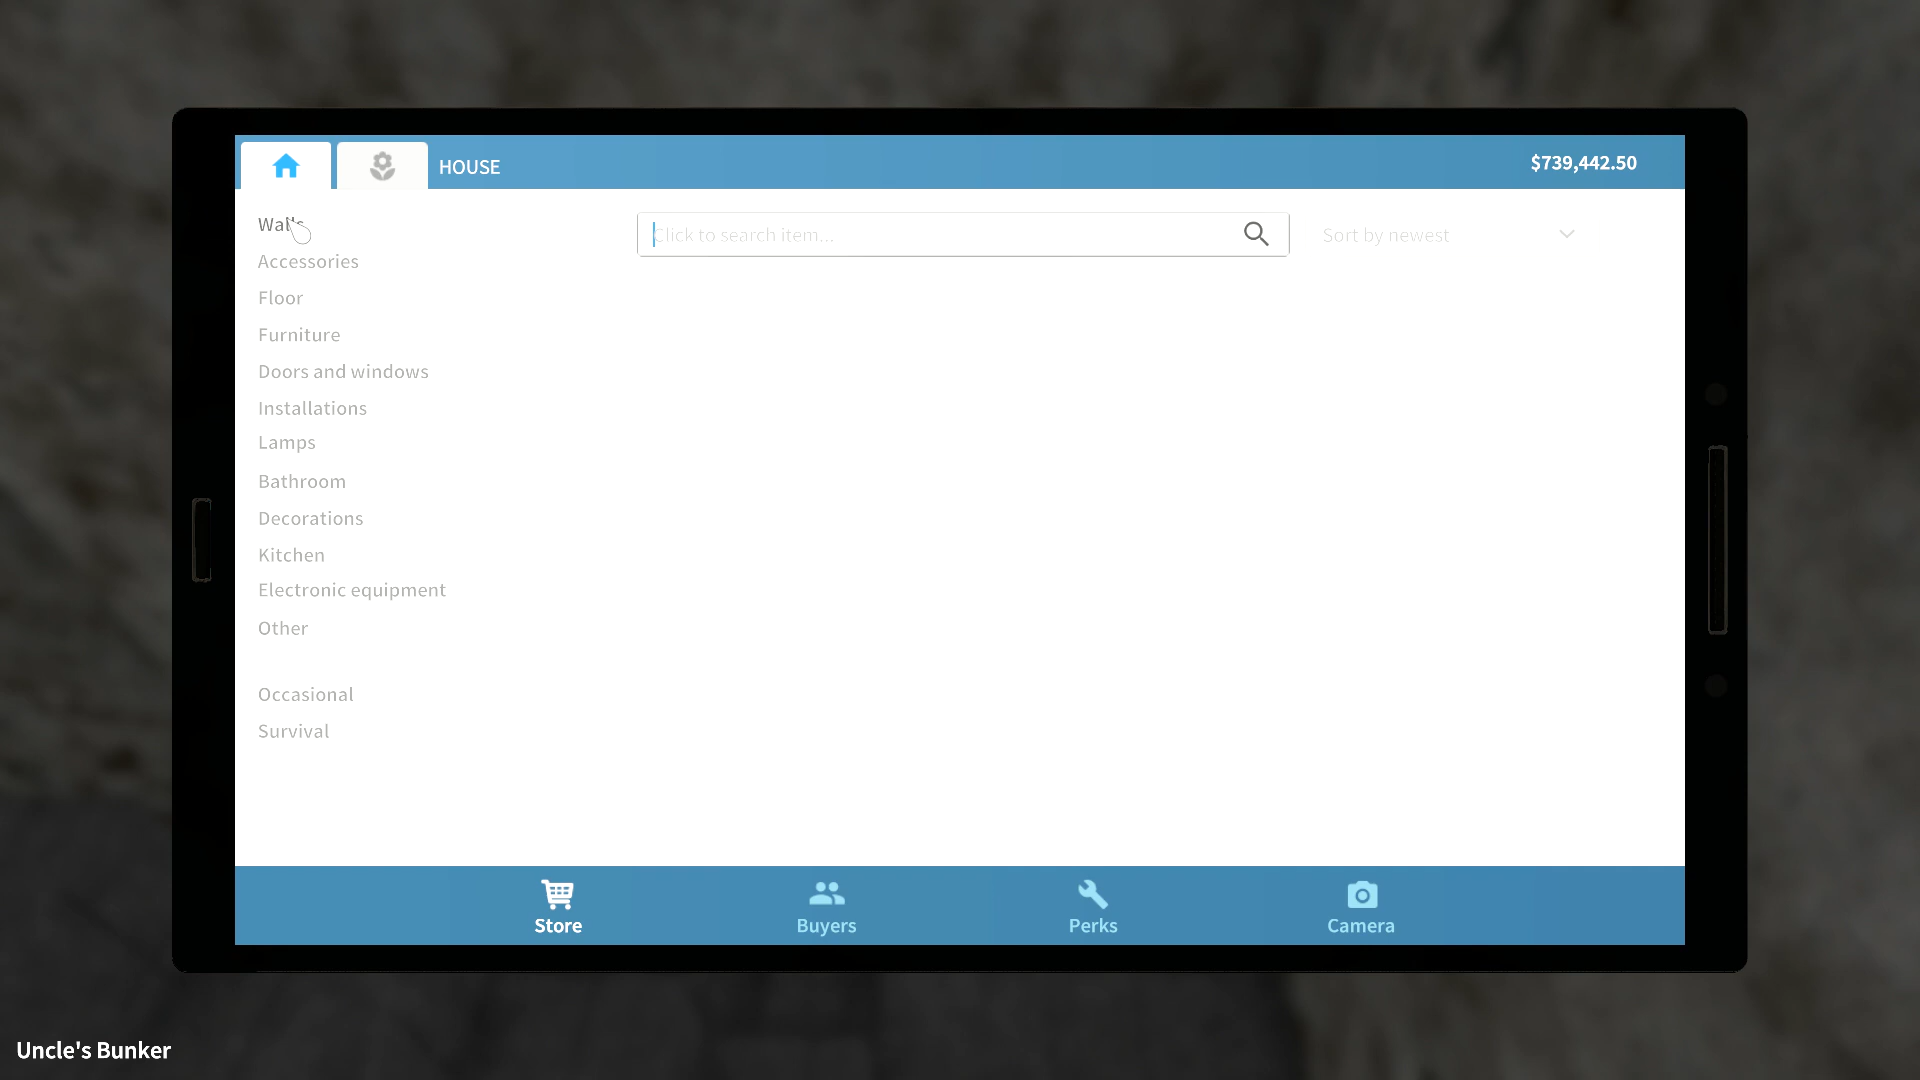 HOUSE
$739,442.50
Walls
Click to search item...
Sort by newest
Accessories
Floor
Furniture
Doors and windows
Installations
Lamps
Bathroom
Decorations
Kitchen
Electronic equipment
Other
Occasional
Survival
Store
Buyers
Perks
Camera
Uncle's Bunker